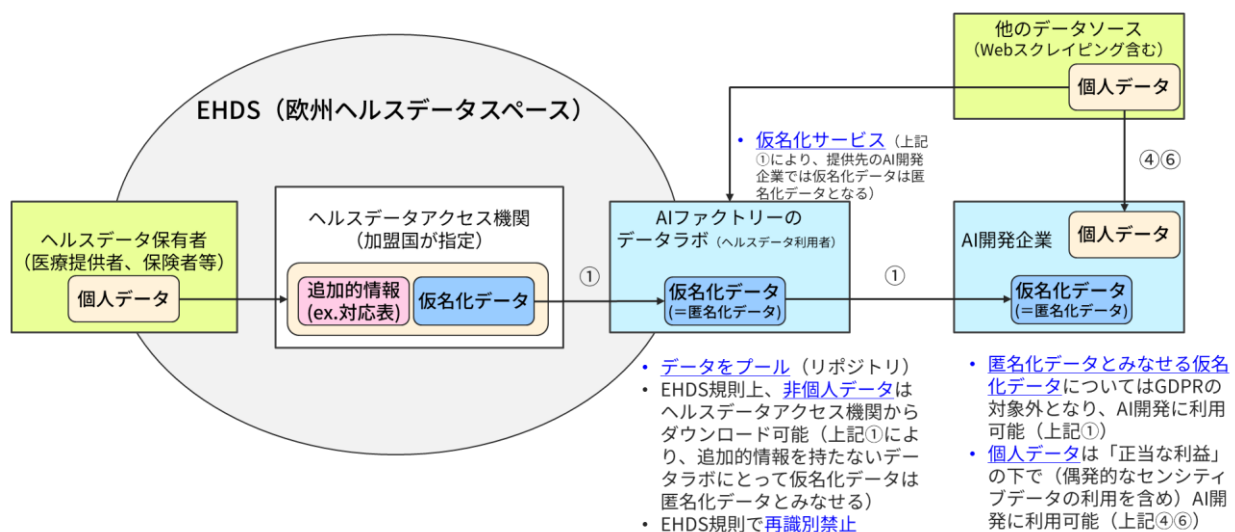 他のデータソース
（Webスクレイピング含む）
個人データ
EHDS（欧州ヘルスデータスペース）
• 仮名化サービス（上記
①により、提供先のAI開発
企業では仮名化データは匿
名化データとなる）
④⑥
ヘルスデータ保有者
（医療提供者、保険者等）
個人データ
ヘルスデータアクセス機関
（加盟国が指定）
追加的情報
(ex.対応表)
仮名化データ
①
AIファクトリーの
データラボ（ヘルスデータ利用者）
仮名化データ
(＝匿名化データ)
①
AI開発企業
個人データ
仮名化データ
(＝匿名化データ)
• データをプール（リポジトリ）
• EHDS規則上、非個人データは
ヘルスデータアクセス機関から
ダウンロード可能（上記①によ
り、追加的情報を持たないデー
タラボにとって仮名化データは
匿名化データとみなせる）
• EHDS規則で再識別禁止
• 匿名化データとみなせる仮名
化データについてはGDPRの
対象外となり、AI開発に利用
可能（上記①）
• 個人データは「正当な利益」
の下で（偶発的なセンシティ
ブデータの利用を含め）AI開
発に利用可能（上記④⑥）